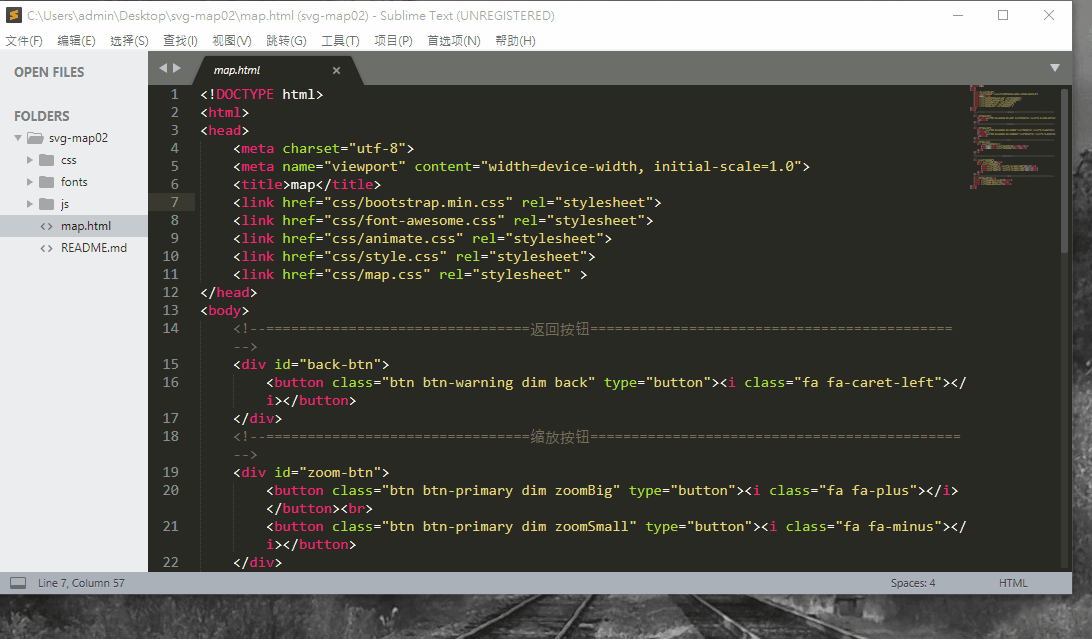 C:\Users\admin\Desktop\svg-map02\map.html (svg-map02) - Sublime Text (UNREGISTERED)
文件(F) 编辑(E) 选择(S) 查找(I) 视图(V) 跳转(G) 工具(T) 项目(P) 首选项(N) 帮助(H)
OPEN FILES
FOLDERS
svg-map02
css
fonts
js
map.html
README.md
map.html
1 <!DOCTYPE html>
2 <html>
3 <head>
4     <meta charset="utf-8">
5     <meta name="viewport" content="width=device-width, initial-scale=1.0">
6     <title>map</title>
7     <link href="css/bootstrap.min.css" rel="stylesheet">
8     <link href="css/font-awesome.css" rel="stylesheet">
9     <link href="css/animate.css" rel="stylesheet">
10     <link href="css/style.css" rel="stylesheet">
11     <link href="css/map.css" rel="stylesheet" >
12 </head>
13 <body>
14     <!--================================返回按钮============================================
-->
15     <div id="back-btn">
16         <button class="btn btn-warning dim back" type="button"><i class="fa fa-caret-left"></
i></button>
17     </div>
18     <!--================================缩放按钮=============================================
-->
19     <div id="zoom-btn">
20         <button class="btn btn-primary dim zoomBig" type="button"><i class="fa fa-plus"></i>
</button><br>
21         <button class="btn btn-primary dim zoomSmall" type="button"><i class="fa fa-minus"></
i></button>
22     </div>
Line 7, Column 57
Spaces: 4
HTML